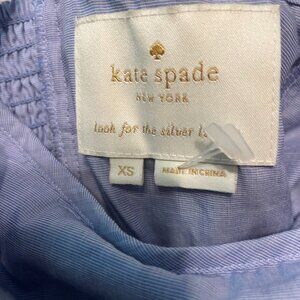 kate spade
NEW YORK
look for the silver
XS
MADE IN CHINA